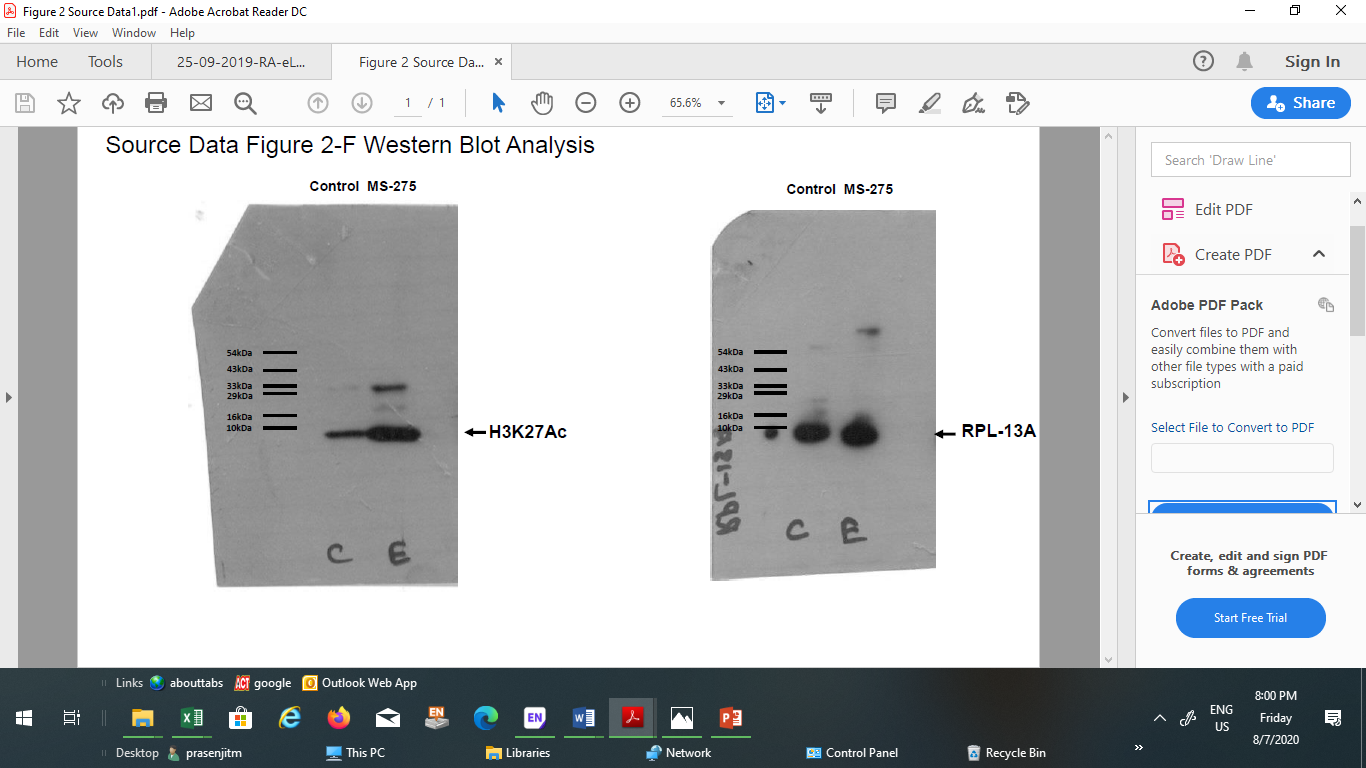 Figure 2 Source Data1.pdf - Adobe Acrobat Reader DC
File Edit View Window Help
Home Tools 25-09-2019-RA-eL... Figure 2 Source Da... ×
1 / 1 65.6% Share
? Sign In
Source Data Figure 2-F Western Blot Analysis
Control MS-275
54kDa
43kDa
33kDa
29kDa
16kDa
10kDa
H3K27Ac
C E
Control MS-275
54kDa
43kDa
33kDa
29kDa
16kDa
10kDa
RPL-13A
RPL-13A
C E
Search 'Draw Line'
Edit PDF
Create PDF
Adobe PDF Pack
Convert files to PDF and
easily combine them with
other file types with a paid
subscription
Select File to Convert to PDF
Create, edit and sign PDF
forms & agreements
Start Free Trial
Links abouttabs ACT google Outlook Web App
EN EN
Desktop prasenjitm This PC Libraries Network Control Panel Recycle Bin »
ENG
US
8:00 PM
Friday
8/7/2020